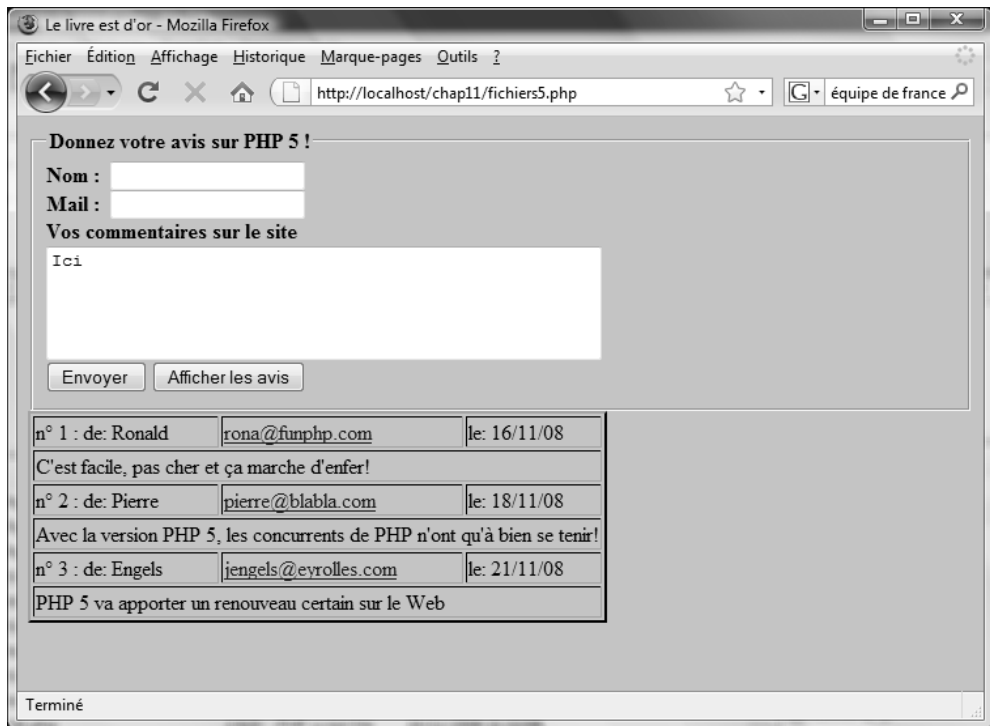 Le livre est d'or - Mozilla Firefox
Fichier Édition Affichage Historique Marque-pages Outils ?
http://localhost/chap11/fichiers5.php
G équipe de france
Donnez votre avis sur PHP 5 !
Nom :
Mail :
Vos commentaires sur le site
Ici
Envoyer Afficher les avis
n° 1 : de: Ronald rona@funphp.com le: 16/11/08
C'est facile, pas cher et ça marche d'enfer!
n° 2 : de: Pierre pierre@blabla.com le: 18/11/08
Avec la version PHP 5, les concurrents de PHP n'ont qu'à bien se tenir!
n° 3 : de: Engels jengels@eyrolles.com le: 21/11/08
PHP 5 va apporter un renouveau certain sur le Web
Terminé